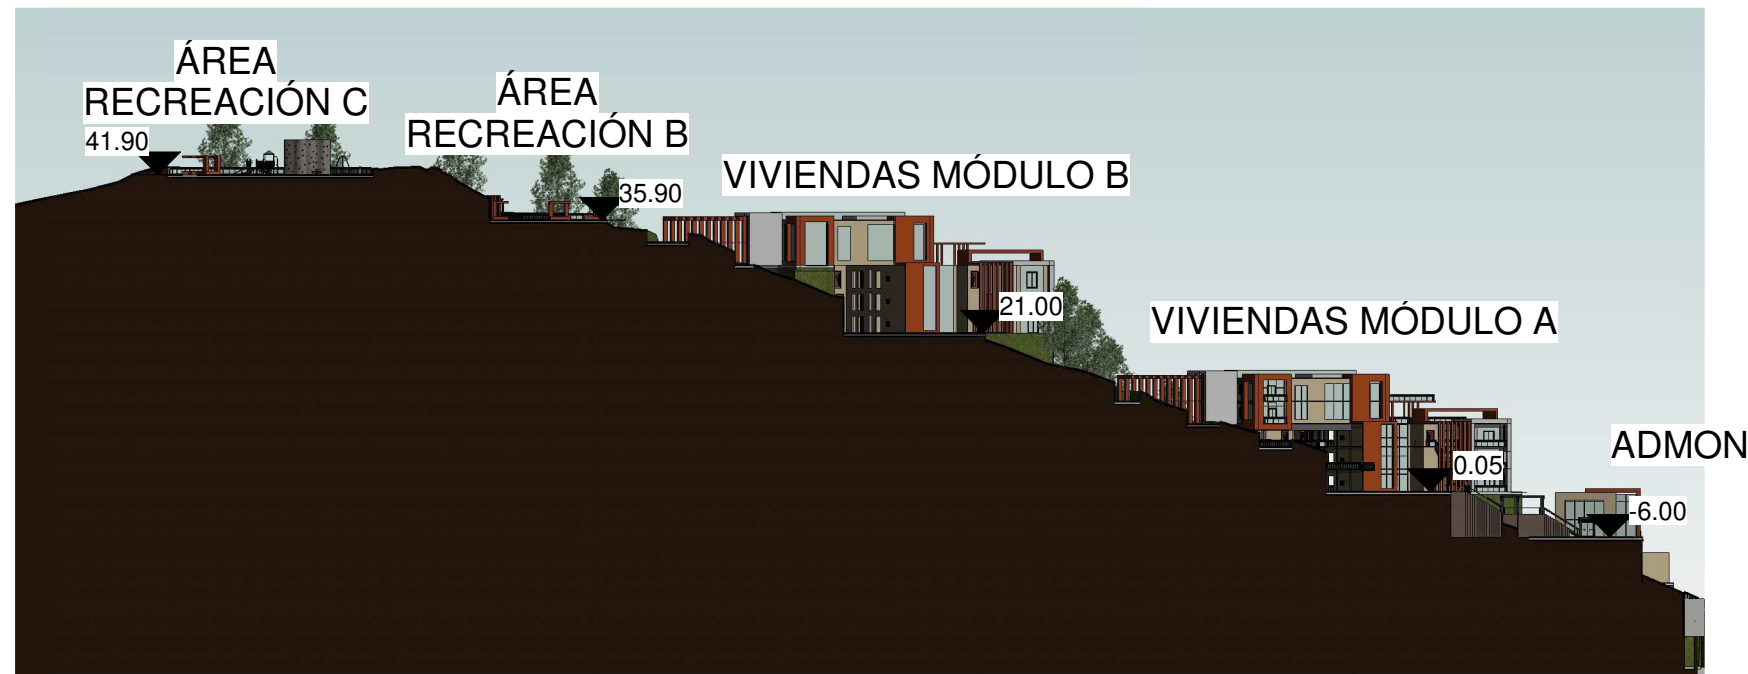 ÁREA
RECREACIÓN C
41.90
ÁREA
RECREACIÓN B
35.90
VIVIENDAS MÓDULO B
21.00
VIVIENDAS MÓDULO A
0.05
ADMON
-6.00